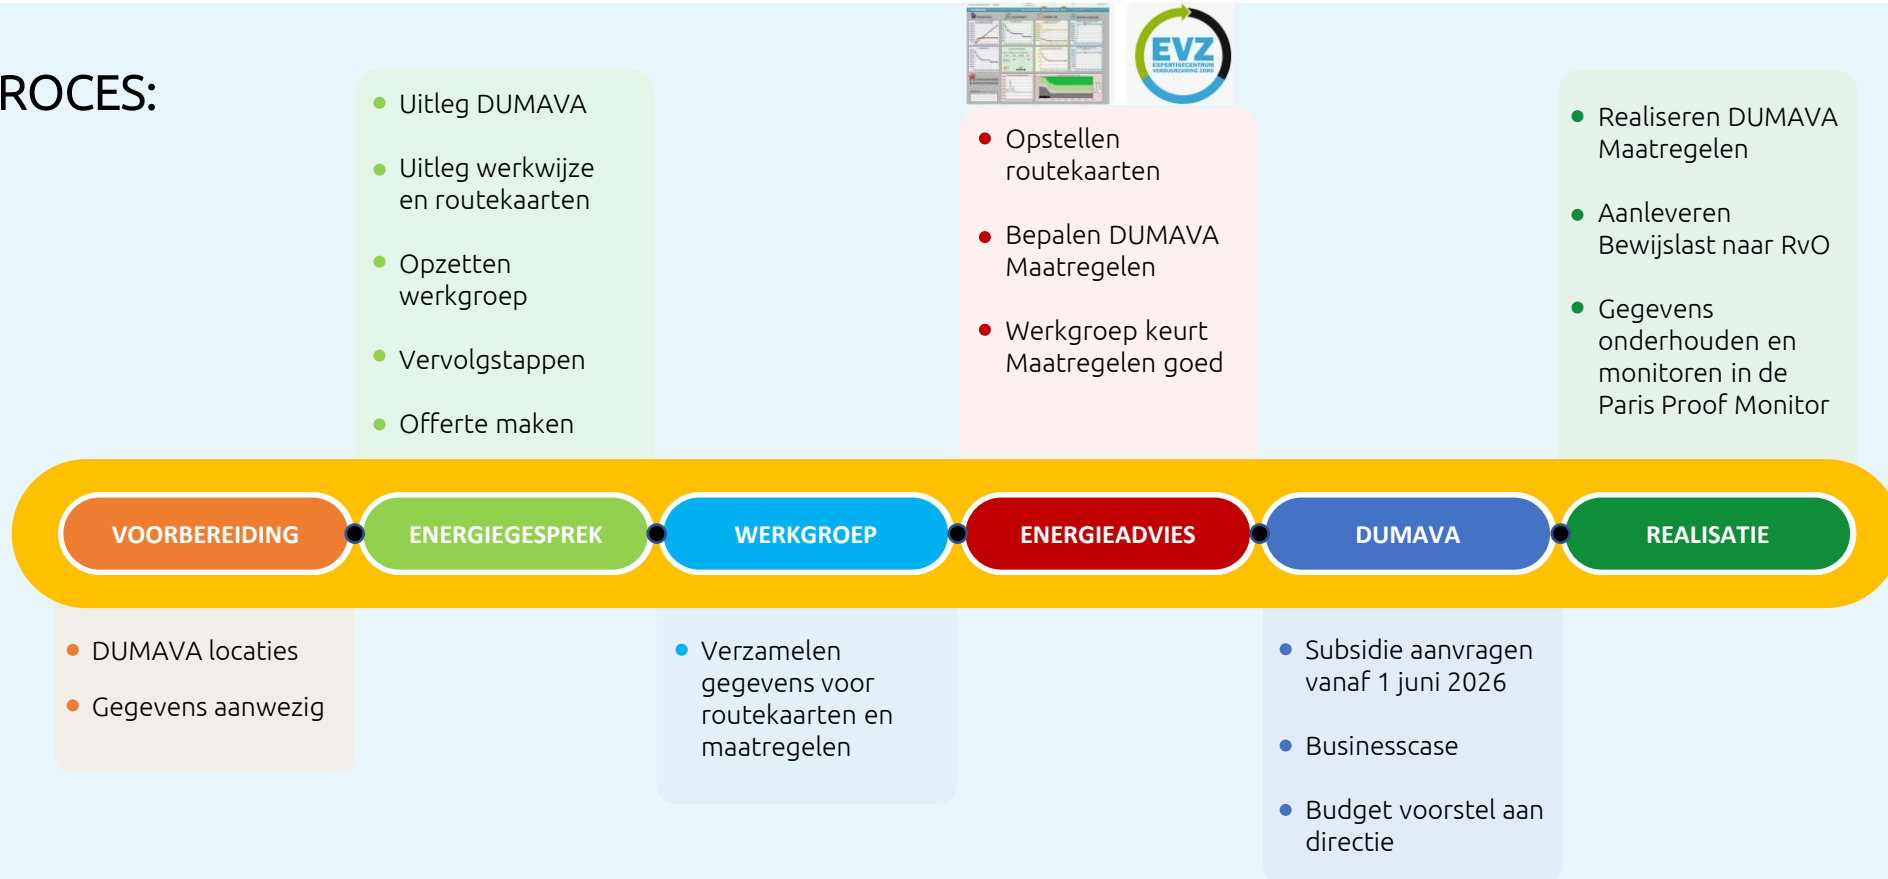 ROCES:
Uitleg DUMAVA
Uitleg werkwijze
en routekaarten
Opzetten
werkgroep
Vervolgstappen
Offerte maken
EVZ
EXPERTISECENTRUM
VERDUURZAMING ZORG
Opstellen
routekaarten
Bepalen DUMAVA
Maatregelen
Werkgroep keurt
Maatregelen goed
Realiseren DUMAVA
Maatregelen
Aanleveren
Bewijslast naar RvO
Gegevens
onderhouden en
monitoren in de
Paris Proof Monitor
VOORBEREIDING
ENERGIEGESPREK
WERKGROEP
ENERGIEADVIES
DUMAVA
REALISATIE
DUMAVA locaties
Gegevens aanwezig
Verzamelen
gegevens voor
routekaarten en
maatregelen
Subsidie aanvragen
vanaf 1 juni 2026
Businesscase
Budget voorstel aan
directie